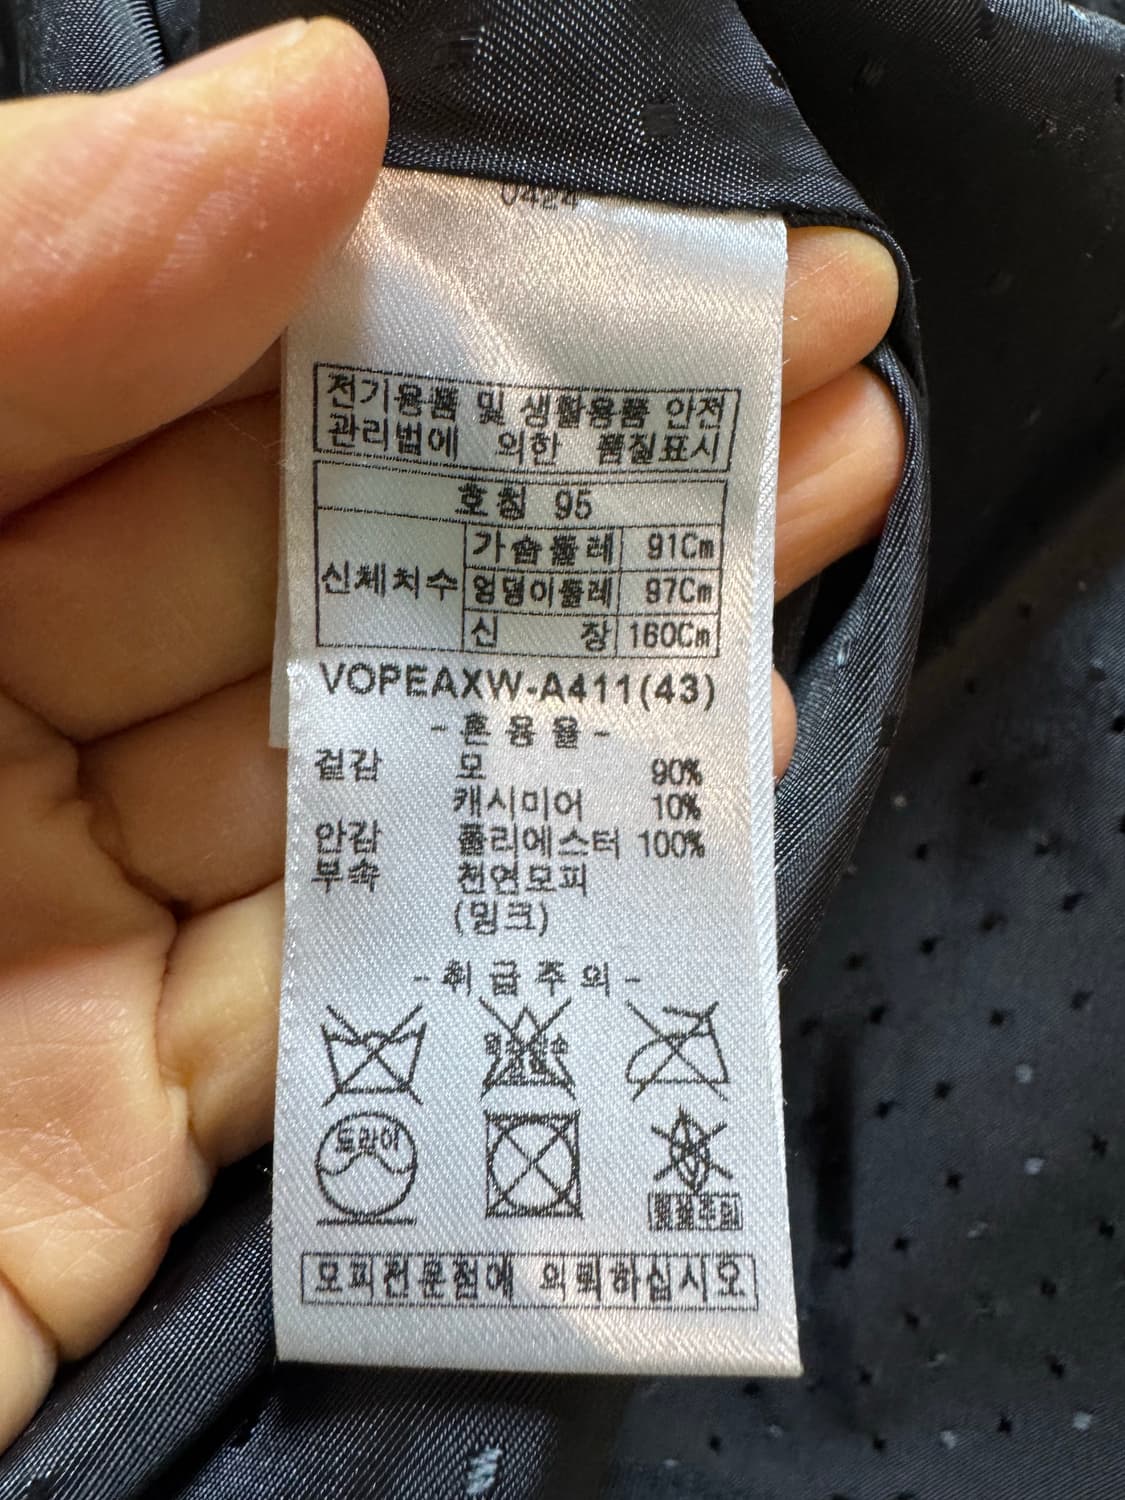 0424
전기용품 및 생활용품 안전
관리법에 의한 품질표시
호칭 95
신체치수
가슴둘레 91Cm
엉덩이둘레 97Cm
신 장 160Cm
VOPEAXW-A411(43)
-혼용율-
겉감 모 90%
캐시미어 10%
안감 폴리에스터 100%
부속 천연모피
(밍크)
-취급주의-
드라이
모피전문점에 의뢰하십시오